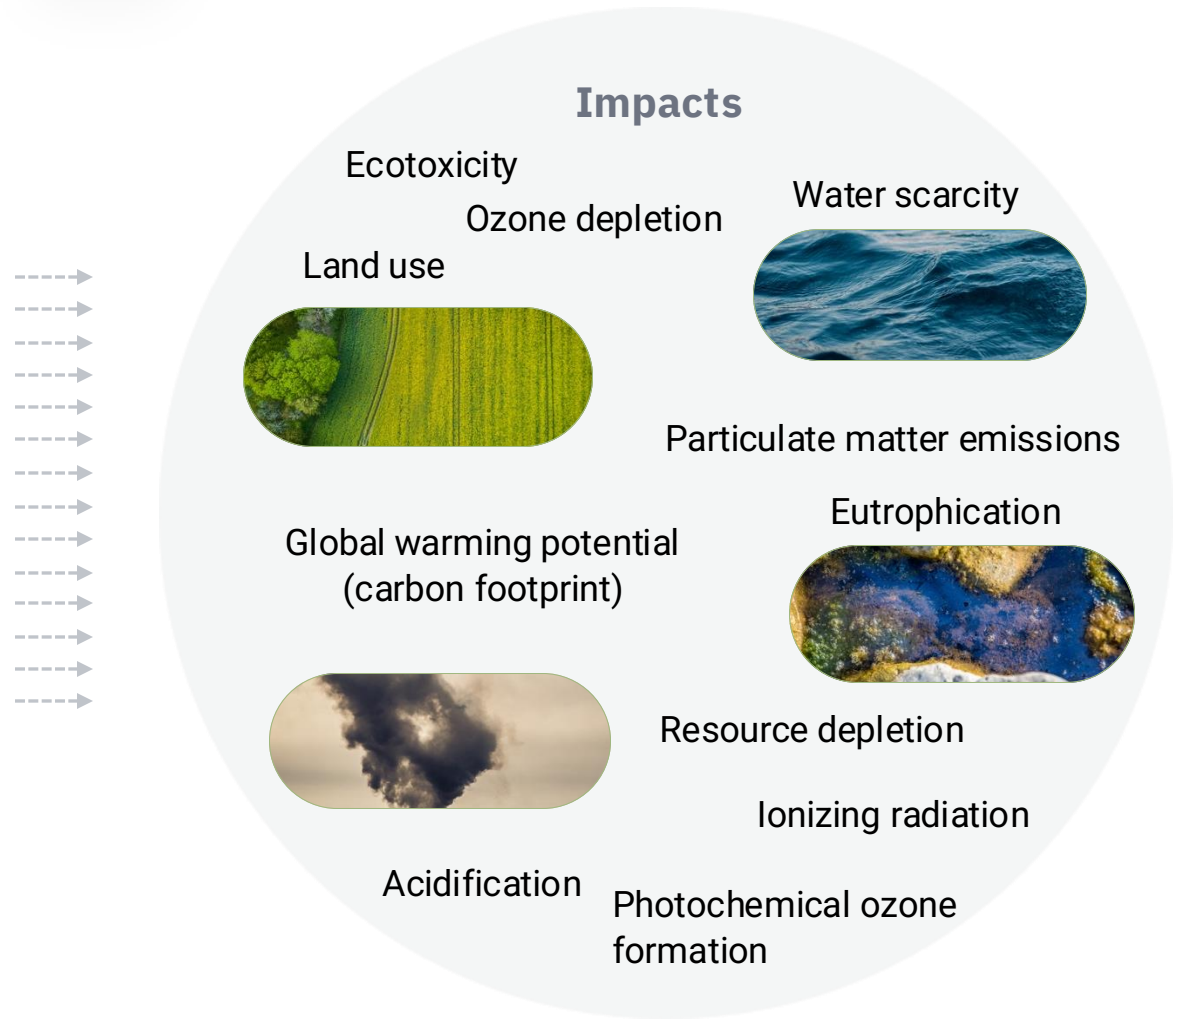 Impacts
Ecotoxicity
Water scarcity
Ozone depletion
Land use
Particulate matter emissions
Eutrophication
Global warming potential
(carbon footprint)
Resource depletion
Ionizing radiation
Acidification
Photochemical ozone
formation